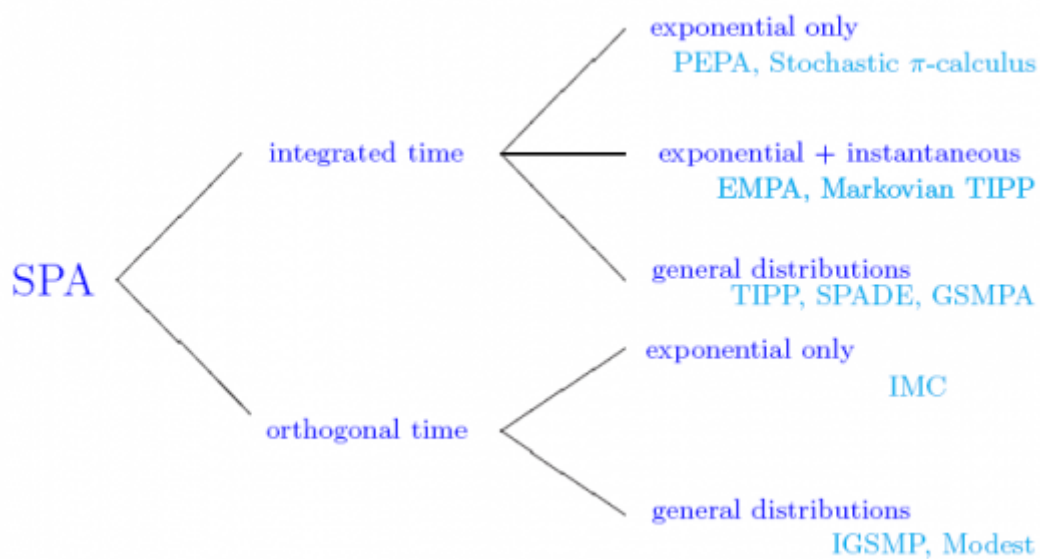 exponential only
PEPA, Stochastic π-calculus
integrated time
exponential + instantaneous
EMPA, Markovian TIPP
SPA
general distributions
TIPP, SPADE, GSMPA
exponential only
IMC
orthogonal time
general distributions
IGSMP, Modest